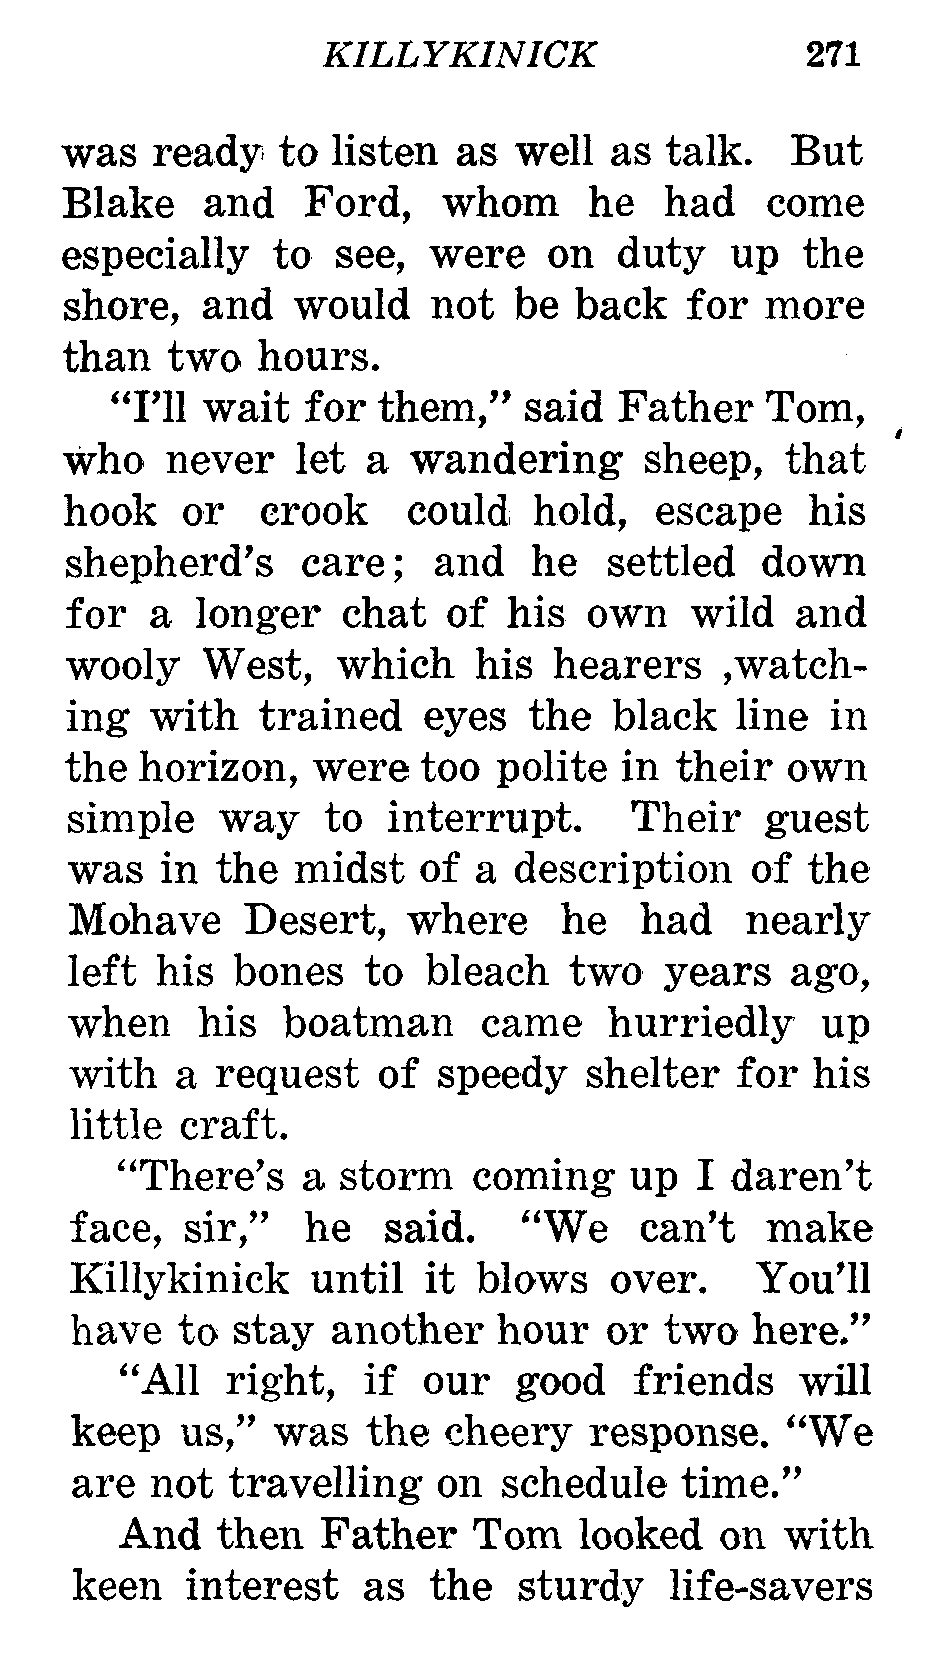 KILLYKINICK 271
was ready to listen as well as talk. But
Blake and Ford, whom he had come
especially to see, were on duty up the
shore, and would not be back for more
than two hours.
“I’ll wait for them,” said Father Tom,
who never let a wandering sheep, that
hook or crook could hold, escape his
shepherd’s care; and he settled down
for a longer chat of his own wild and
wooly West, which his hearers ,watch-
ing with trained eyes the black line in
the horizon, were too polite in their own
simple way to interrupt. Their guest
was in the midst of a description of the
Mohave Desert, where he had nearly
left his bones to bleach two years ago,
when his boatman came hurriedly up
with a request of speedy shelter for his
little craft.
“There’s a storm coming up I daren’t
face, sir,” he said. “We can’t make
Killykinick until it blows over. You’ll
have to stay another hour or two here.”
“All right, if our good friends will
keep us,” was the cheery response. “We
are not travelling on schedule time.”
And then Father Tom looked on with
keen interest as the sturdy life-savers